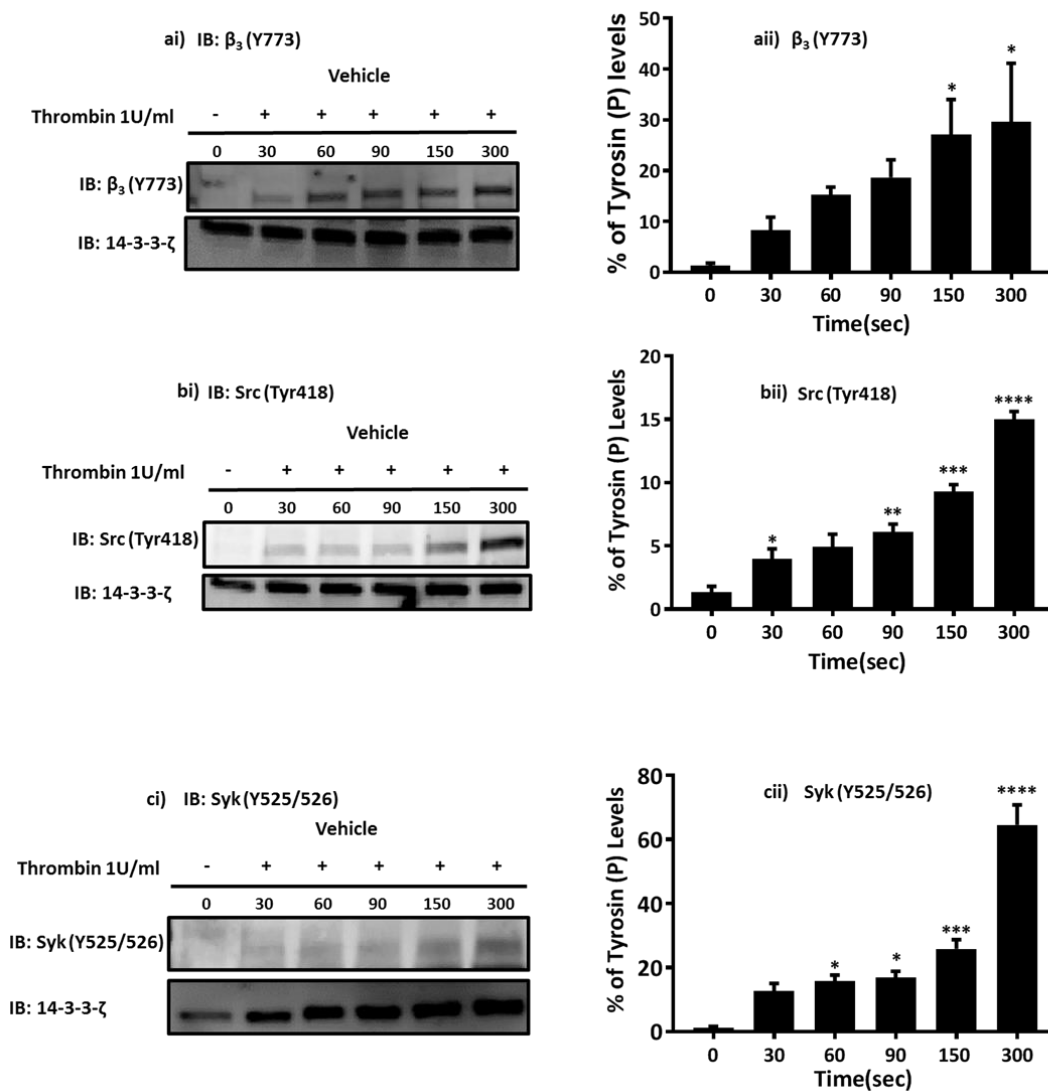 ai) IB: β3 (Y773)
Vehicle
Thrombin 1U/ml - + + + + +
0 30 60 90 150 300
IB: β3 (Y773)
IB: 14-3-3-ζ
aii) β3 (Y773)
% of Tyrosin (P) levels
50
40
30
20
10
0
* *
0 30 60 90 150 300
Time(sec)
bi) IB: Src (Tyr418)
Vehicle
Thrombin 1U/ml - + + + + +
0 30 60 90 150 300
IB: Src (Tyr418)
IB: 14-3-3-ζ
bii) Src (Tyr418)
% of Tyrosin (P) Levels
20
15
10
5
0
* ** *** ****
0 30 60 90 150 300
Time(sec)
ci) IB: Syk (Y525/526)
Vehicle
Thrombin 1U/ml - + + + + +
0 30 60 90 150 300
IB: Syk (Y525/526)
IB: 14-3-3-ζ
cii) Syk (Y525/526)
% of Tyrosin (P) Levels
80
60
40
20
0
* * *** ****
0 30 60 90 150 300
Time(sec)